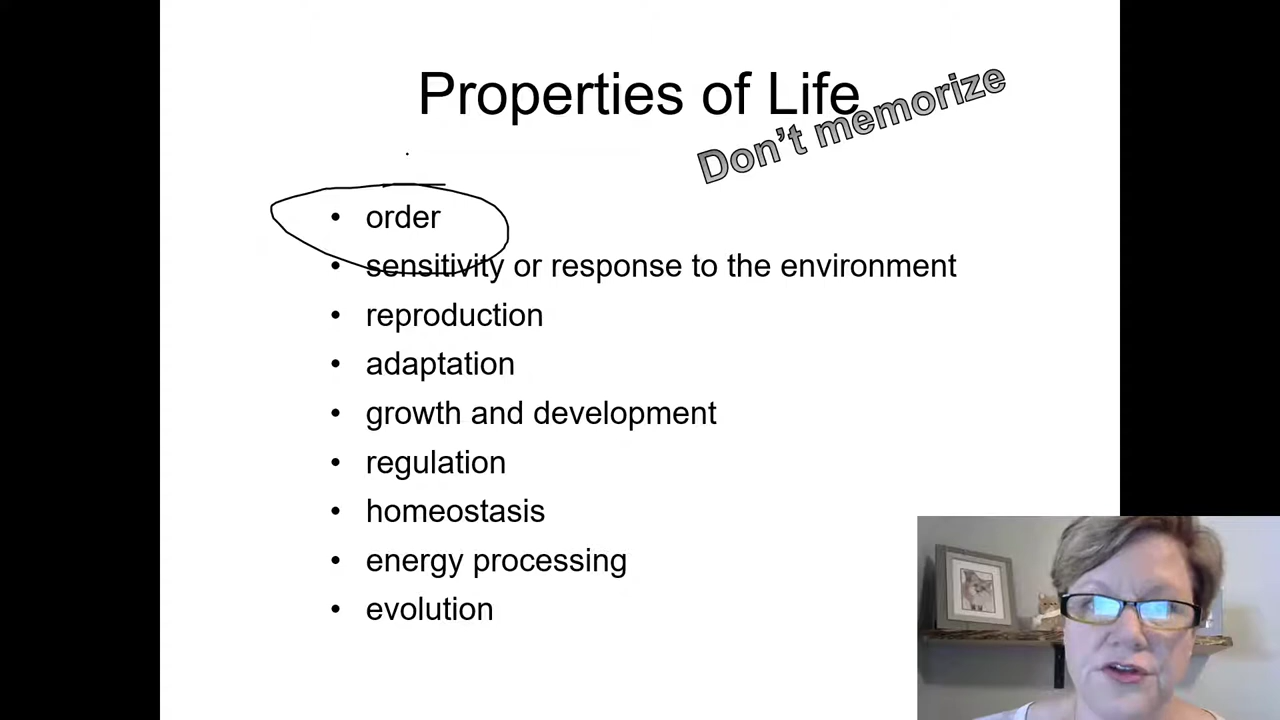 Properties of Life
Don't memorize
• order
• sensitivity or response to the environment
• reproduction
• adaptation
• growth and development
• regulation
• homeostasis
• energy processing
• evolution